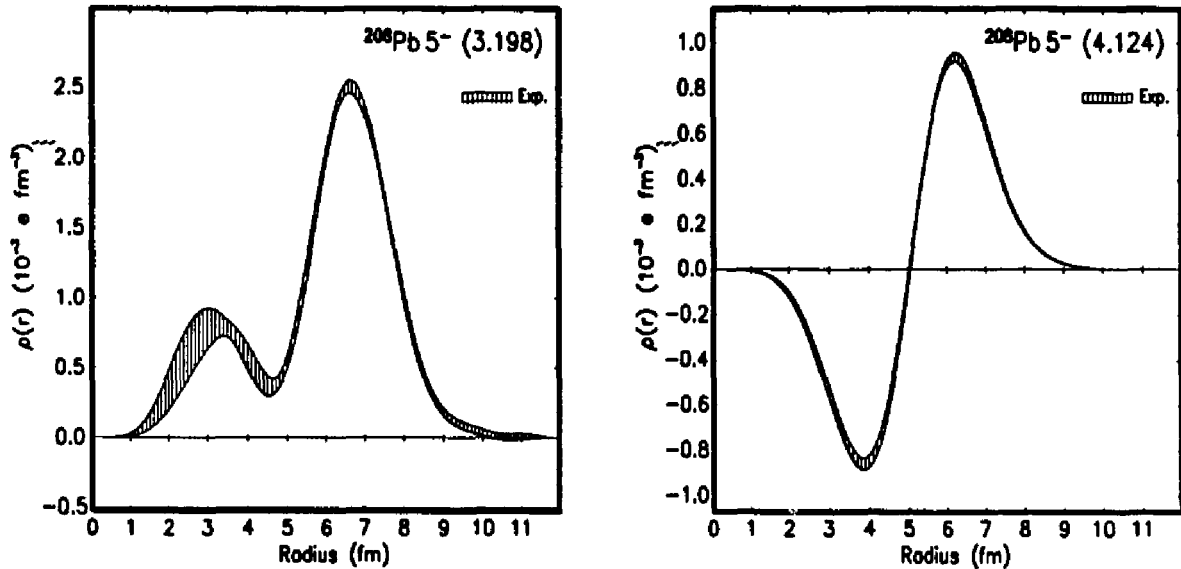 ²⁰⁸Pb 5⁻ (3.198)
Exp.
2.5
2.0
1.5
1.0
0.5
0.0
-0.5
ρ(r) (10⁻³ e fm⁻³)
0 1 2 3 4 5 6 7 8 9 10 11
Radius (fm)
²⁰⁸Pb 5⁻ (4.124)
Exp.
1.0
0.8
0.6
0.4
0.2
0.0
-0.2
-0.4
-0.6
-0.8
-1.0
ρ(r) (10⁻³ e fm⁻³)
0 1 2 3 4 5 6 7 8 9 10 11
Radius (fm)